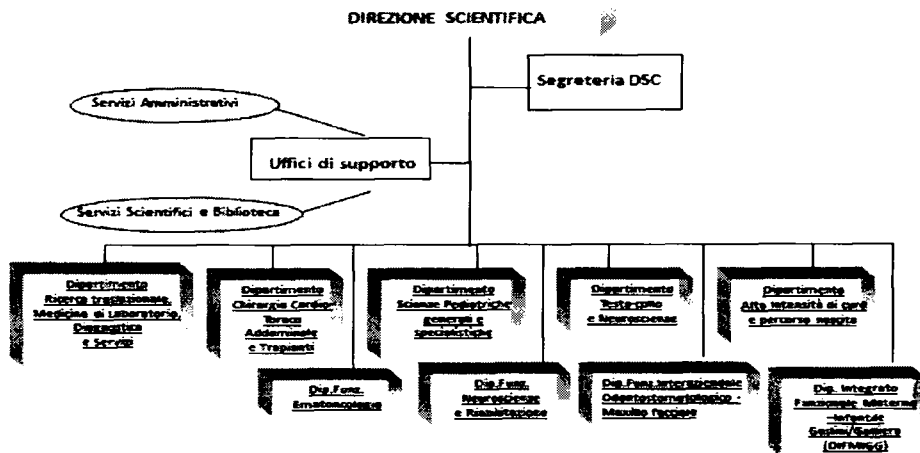 DIREZIONE SCIENTIFICA
Segreteria DSC
Servizi Amministrativi
Uffici di supporto
Servizi Scientifici e Biblioteca
Dipartimento
Ricerca traslazionale,
Medicina di Laboratorio,
Diagnostica
e Servizi
Dipartimento
Chirurgia Cardio-
Toraco
Addominale
e Trapianti
Dipartimento
Scienze Pediatriche
generali e
specialistiche
Dipartimento
Testa-collo
e Neuroscienze
Dipartimento
Alta Intensità di cure
e percorso nascita
Dip.Funz.
Ematoncologia
Dip.Funz.
Neuroscienze
e Riabilitazione
Dip.Funz.Interaziendale
Odontostomatologico -
Maxillo facciale
Dip. Integrato
Funzionale Materno
-Infantile
Gaslini/Galliera
(DIFMIGG)